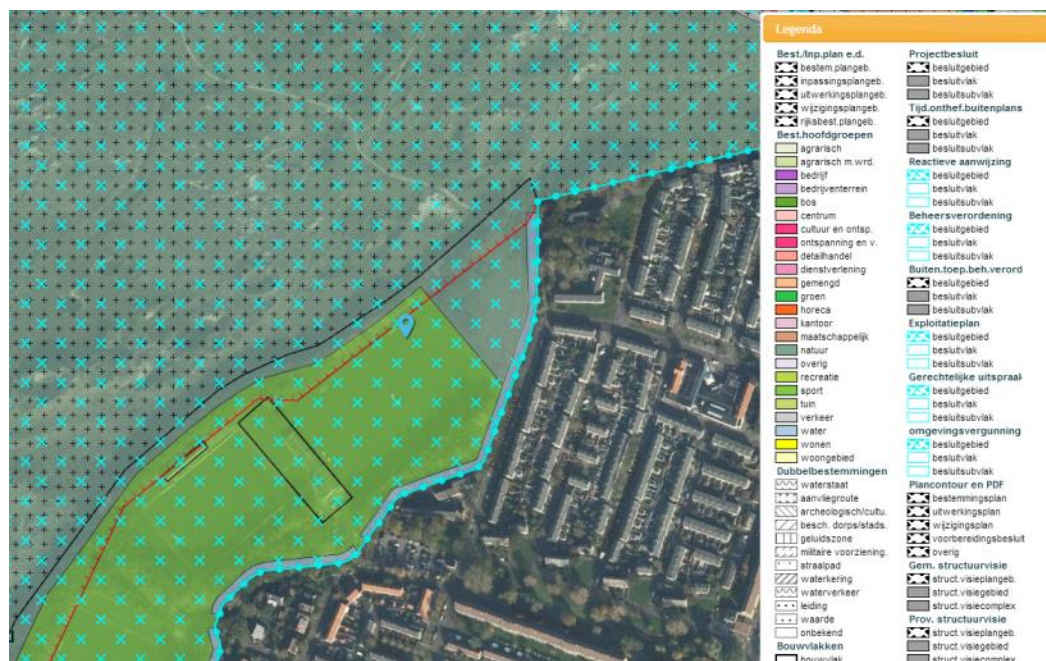 Legenda
Best./Inp.plan e.d.
bestem.plangeb.
inpassingsplangeb.
uitwerkingsplangeb.
wijzigingsplangeb.
rijksbest.plangeb.
Best.hoofdgroepen
agrarisch
agrarisch m.wrd.
bedrijf
bedrijventerrein
bos
centrum
cultuur en ontsp.
ontspanning en v.
detailhandel
dienstverlening
gemengd
groen
horeca
kantoor
maatschappelijk
natuur
overig
recreatie
sport
tuin
verkeer
water
wonen
woongebied
Dubbelbestemmingen
waterstaat
aanvliegroute
archeologisch/cultu.
besch. dorps/stads.
geluidszone
militaire voorziening.
straalpad
waterkering
waterverkeer
leiding
waarde
onbekend
Bouwvlakken
bouwvlak
Projectbesluit
besluitgebied
besluitvlak
besluitsubvlak
Tijd.onthef.buitenplans
besluitgebied
besluitvlak
besluitsubvlak
Reactieve aanwijzing
besluitgebied
besluitvlak
besluitsubvlak
Beheersverordening
besluitgebied
besluitvlak
besluitsubvlak
Buiten.toep.beh.verord
besluitgebied
besluitvlak
besluitsubvlak
Exploitatieplan
besluitgebied
besluitvlak
besluitsubvlak
Gerechtelijke uitspraak
besluitgebied
besluitvlak
besluitsubvlak
omgevingsvergunning
besluitgebied
besluitvlak
besluitsubvlak
Plancontour en PDF
bestemmingsplan
uitwerkingsplan
wijzigingsplan
voorbereidingsbesluit
overig
Gem. structuurvisie
struct.visieplangeb.
struct.visiegebied
struct.visiecomplex
Prov. structuurvisie
struct.visieplangeb.
struct.visiegebied
struct.visiecomplex